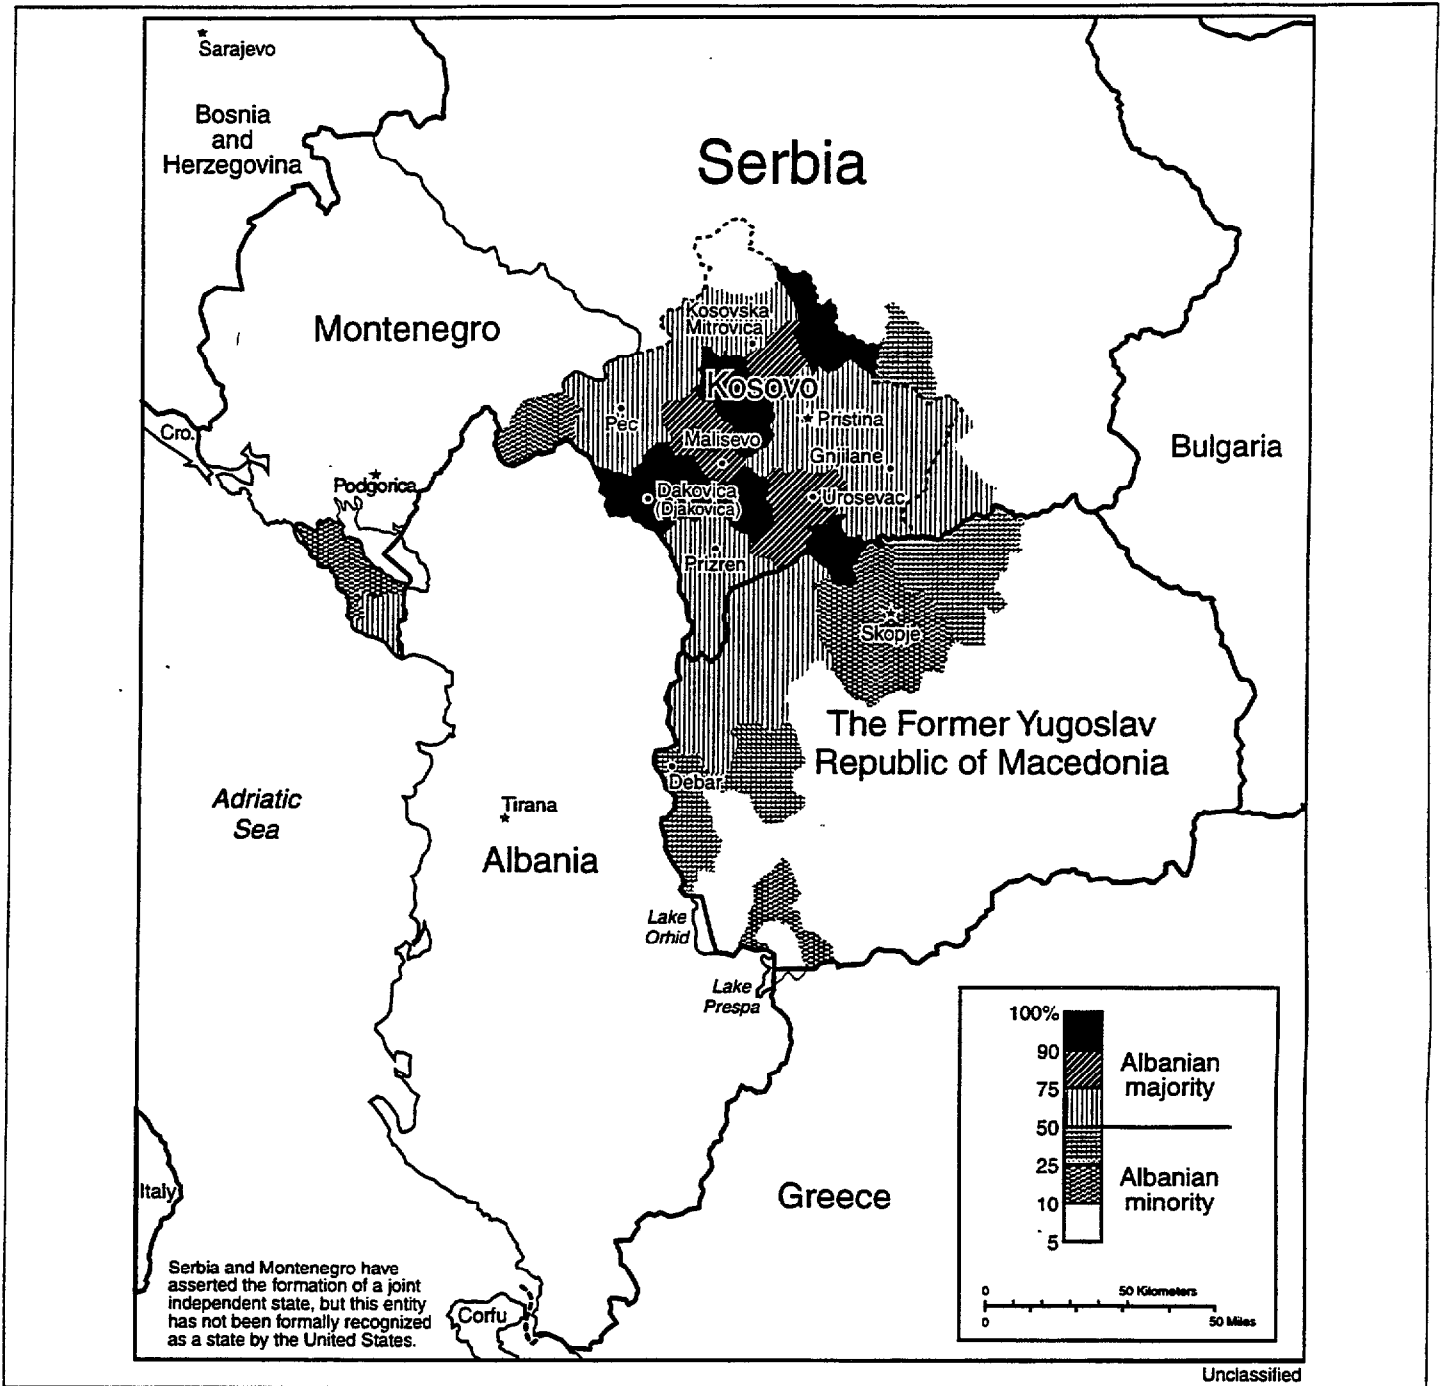 Sarajevo
Bosnia
and
Herzegovina
Serbia
Montenegro
Kosovska
Mitrovica
Kosovo
Pec
Pristina
Malisevo
Gnjilane
Cro.
Bulgaria
Podgorica
Dakovica
(Djakovica)
Urosevac
Prizren
Skopje
The Former Yugoslav
Republic of Macedonia
Debar
Adriatic
Sea
Tirana
Albania
Lake
Orhid
Lake
Prespa
100%
90
75
50
25
10
5
Albanian
majority
Albanian
minority
Italy
Greece
0 50 Kilometers
0 50 Miles
Serbia and Montenegro have
asserted the formation of a joint
independent state, but this entity
has not been formally recognized
as a state by the United States.
Corfu
Unclassified